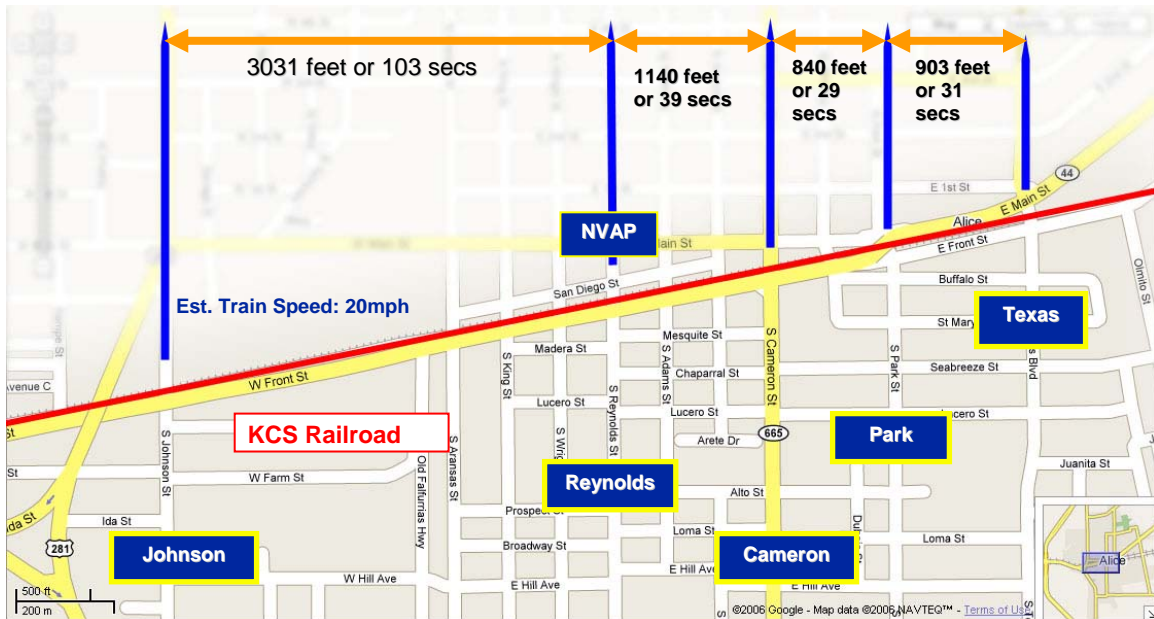 3031 feet or 103 secs
1140 feet
or 39 secs
840 feet
or 29
secs
903 feet
or 31
secs
44
E 1st St
E Main St
Alice
NVAP
E Front St
San Diego St
Buffalo St
Olmito St
Est. Train Speed: 20mph
Texas
St Mary
Mesquite St
Madera St
S Cameron St
S Park St
Seabreeze St
Chaparral St
S King St
S Adams St
S Reynolds St
W Front St
Avenue C
Lucero St
Lucero St
KCS Railroad
Park
Arete Dr
665
S Johnson St
S Aransas St
Old Falfurrias Hwy
W Farm St
Juanita St
Reynolds
Alto St
Ida St
Broadway St
Loma St
Loma St
281
Johnson
Cameron
W Hill Ave
E Hill Ave
E Hill Ave
Alice
500 ft
200 m
©2006 Google - Map data ©2006 NAVTEQ™ - Terms of Use